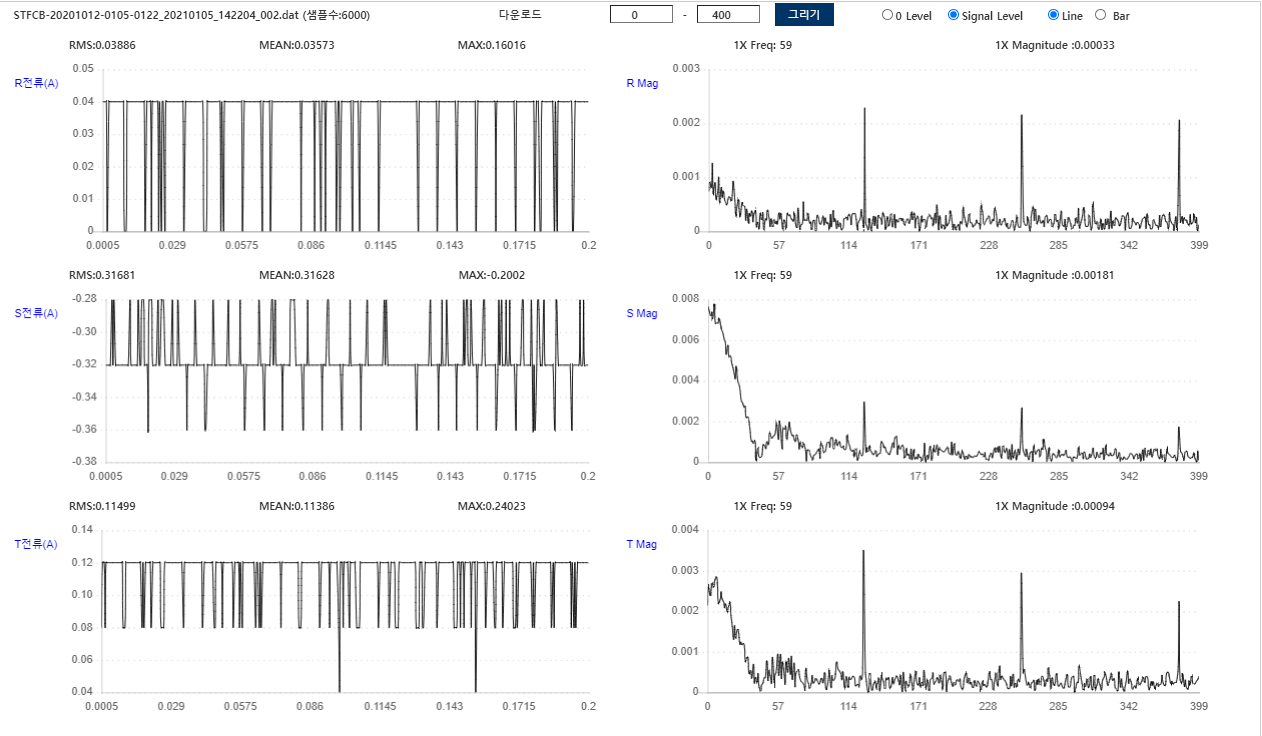 STFCB-20201012-0105-0122_20210105_142204_002.dat (샘플수:6000) 다운로드 0 - 400 그리기 0 Level Signal Level Line Bar
RMS:0.03886 MEAN:0.03573 MAX:0.16016 1X Freq: 59 1X Magnitude :0.00033
R전류(A)
0.05
0.04
0.03
0.02
0.01
0
0.0005 0.029 0.0575 0.086 0.1145 0.143 0.1715 0.2
R Mag
0.003
0.002
0.001
0
0 57 114 171 228 285 342 399
RMS:0.31681 MEAN:0.31628 MAX:-0.2002 1X Freq: 59 1X Magnitude :0.00181
S전류(A)
-0.28
-0.30
-0.32
-0.34
-0.36
-0.38
0.0005 0.029 0.0575 0.086 0.1145 0.143 0.1715 0.2
S Mag
0.008
0.006
0.004
0.002
0
0 57 114 171 228 285 342 399
RMS:0.11499 MEAN:0.11386 MAX:0.24023 1X Freq: 59 1X Magnitude :0.00094
T전류(A)
0.14
0.12
0.10
0.08
0.06
0.04
0.0005 0.029 0.0575 0.086 0.1145 0.143 0.1715 0.2
T Mag
0.004
0.003
0.002
0.001
0
0 57 114 171 228 285 342 399